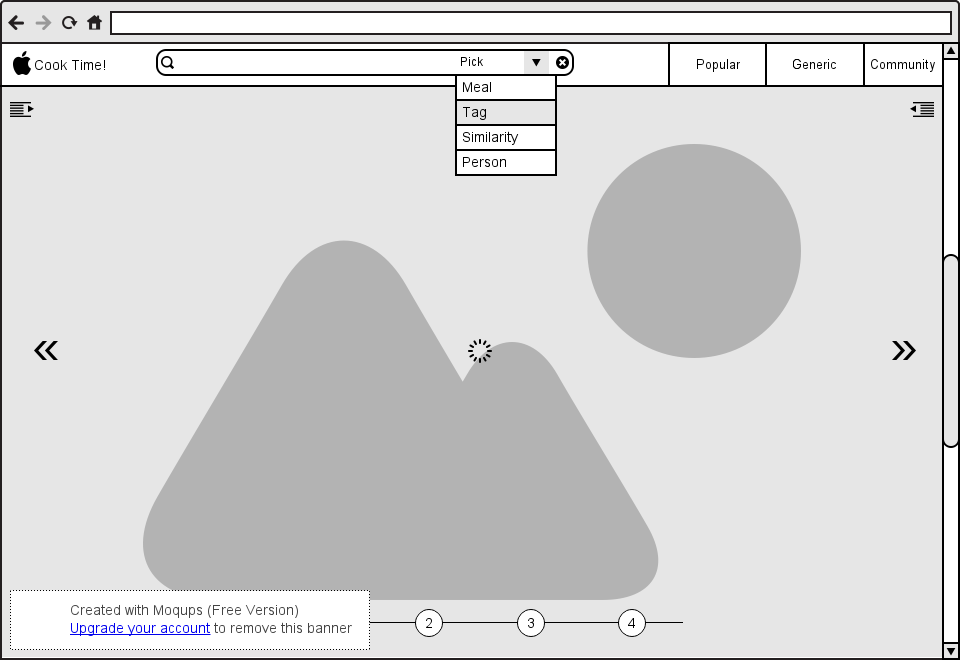 Cook Time!
Pick
Popular
Generic
Community
Meal
Tag
Similarity
Person
Created with Moqups (Free Version)
Upgrade your account to remove this banner
2
3
4